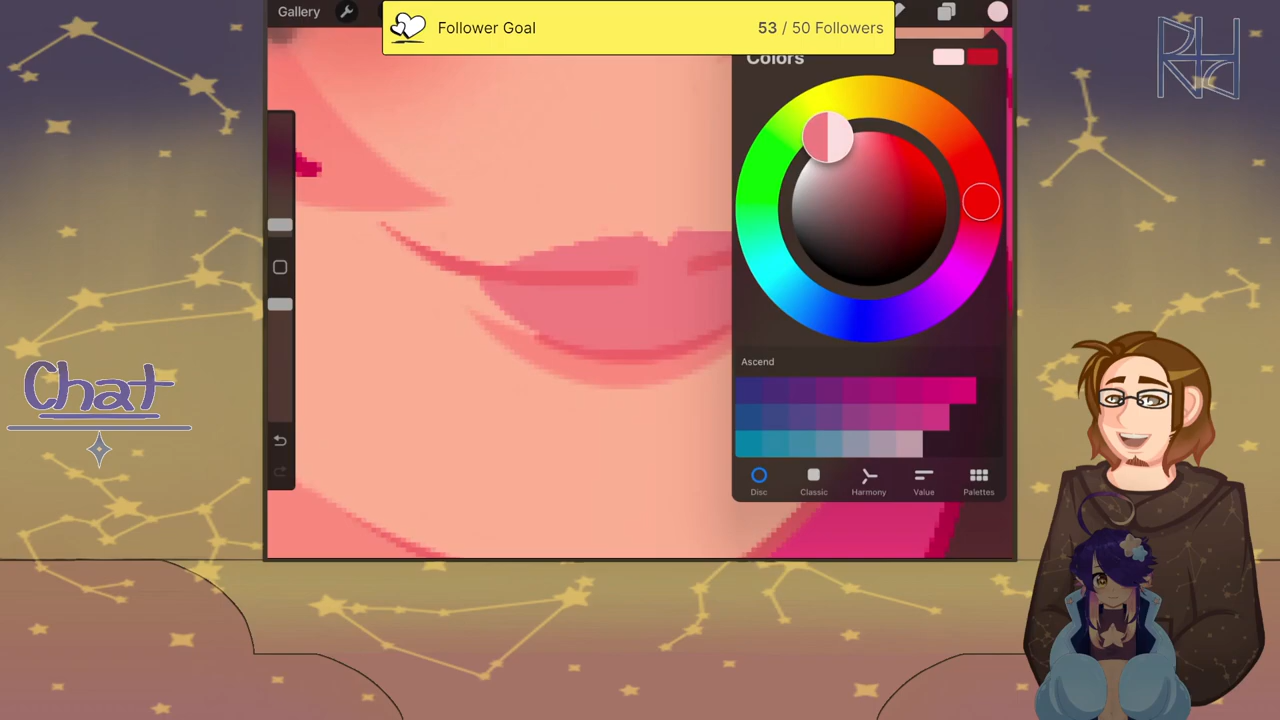 Gallery
Follower Goal
53 / 50 Followers
Colors
Chat
Ascend
Disc
Classic
Harmony
Value
Palettes